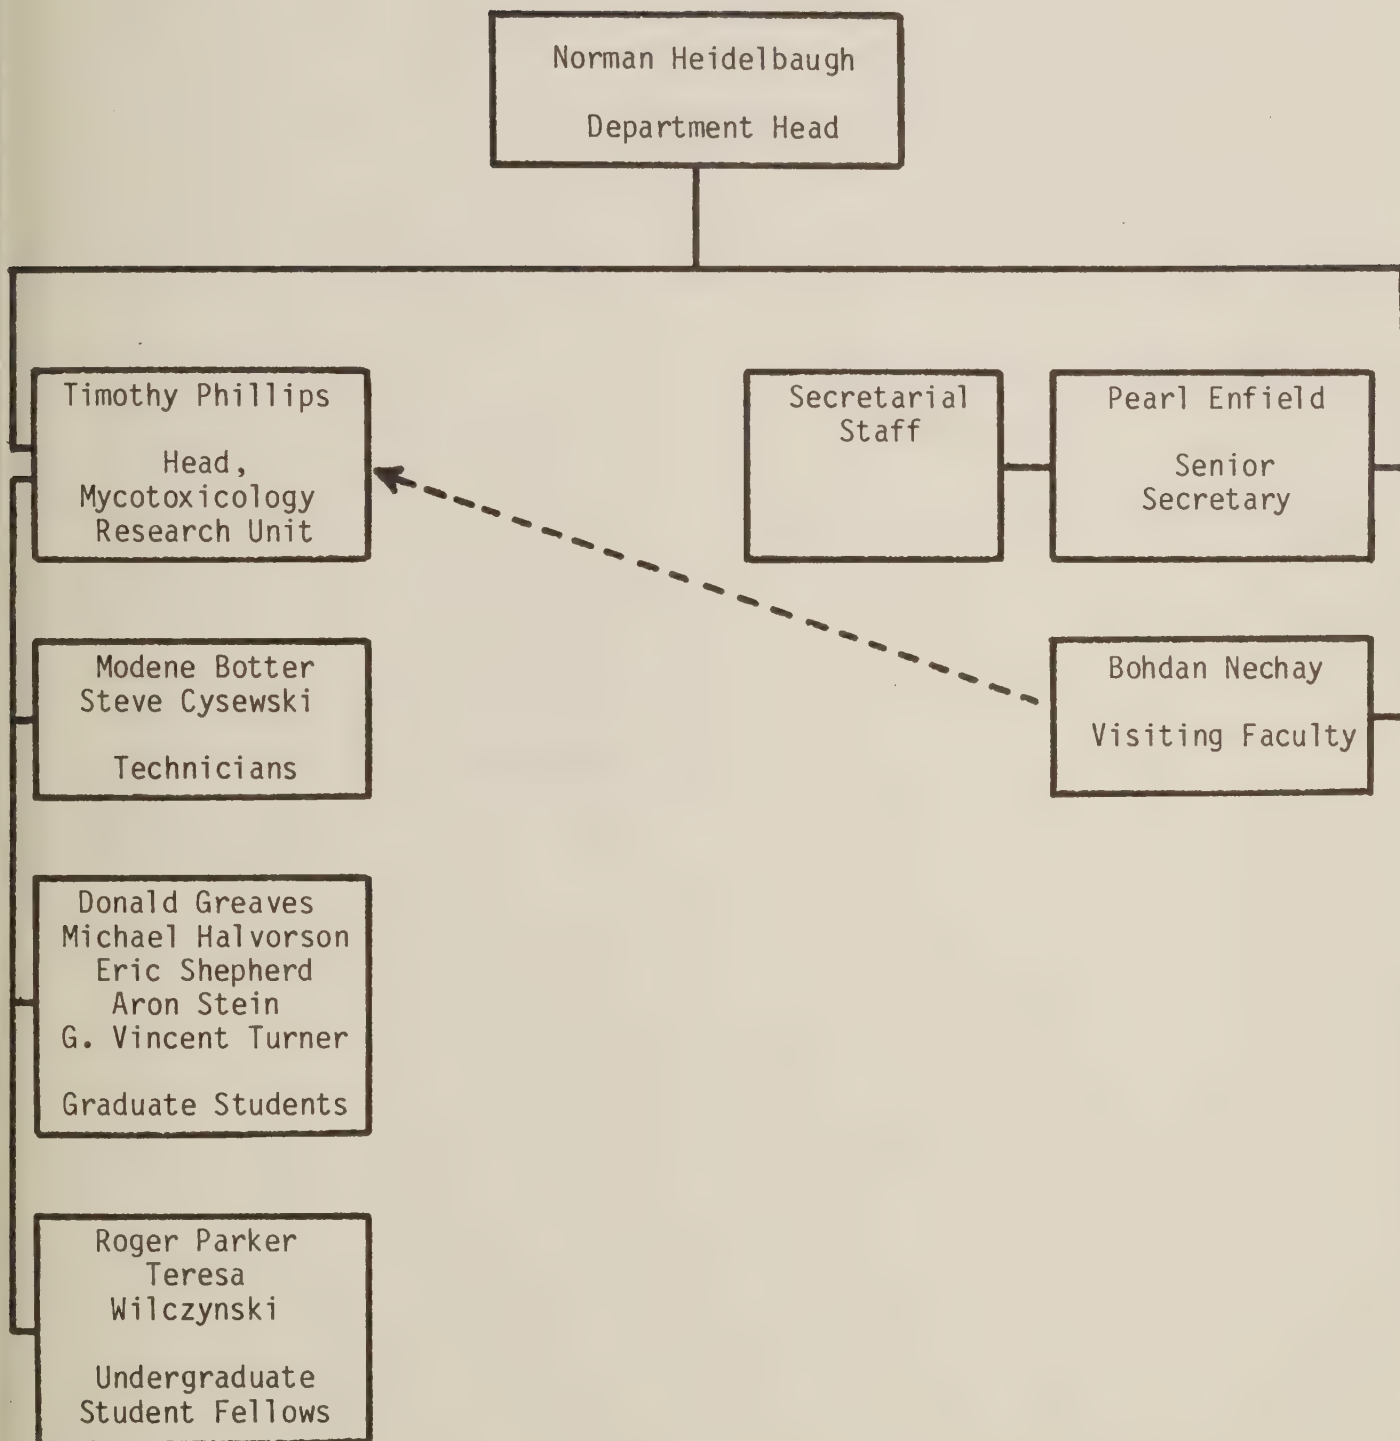 Norman Heidelbaugh
Department Head
Timothy Phillips
Head,
Mycotoxicology
Research Unit
Secretarial
Staff
Pearl Enfield
Senior
Secretary
Modene Botter
Steve Cysewski
Technicians
Bohdan Nechay
Visiting Faculty
Donald Greaves
Michael Halvorson
Eric Shepherd
Aron Stein
G. Vincent Turner
Graduate Students
Roger Parker
Teresa
Wilczynski
Undergraduate
Student Fellows